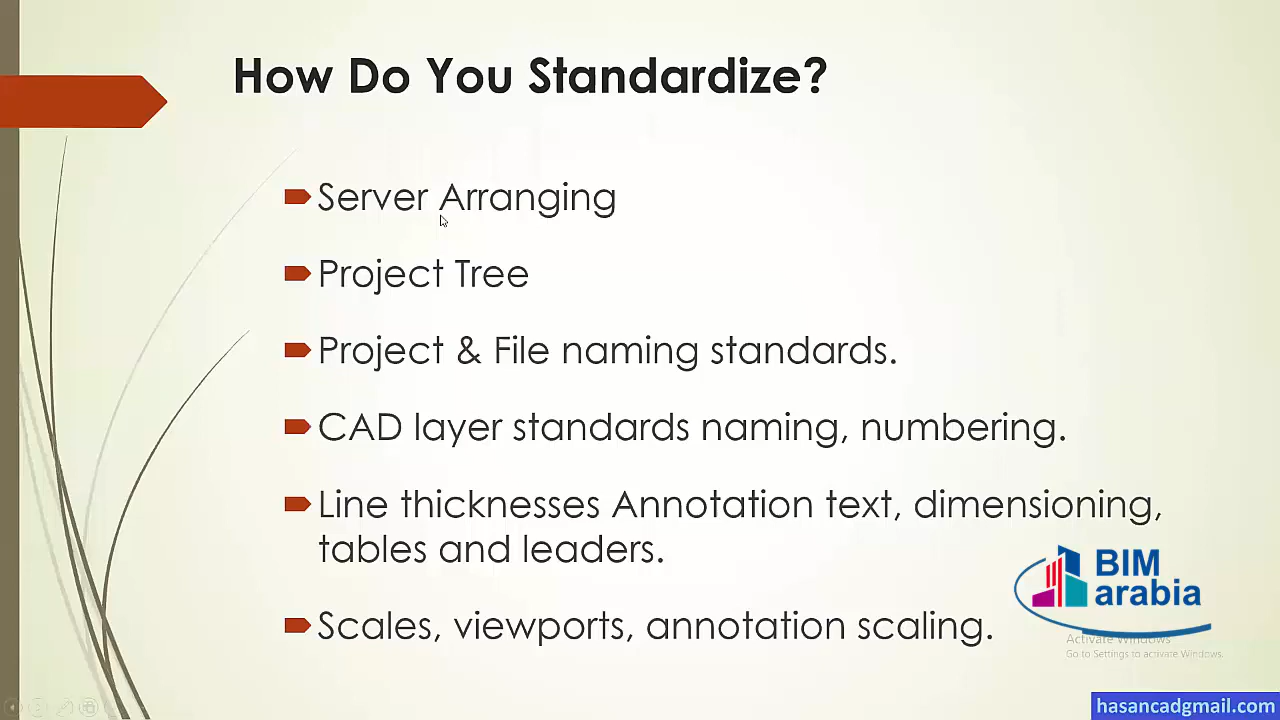 How Do You Standardize?
Server Arranging
Project Tree
Project & File naming standards.
CAD layer standards naming, numbering.
Line thicknesses Annotation text, dimensioning,
tables and leaders.
Scales, viewports, annotation scaling.
BIM
arabia
Activate Windows
Go to Settings to activate Windows.
hasancadgmail.com